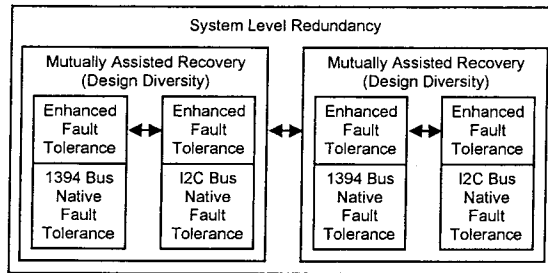 System Level Redundancy
Mutually Assisted Recovery
(Design Diversity)
Enhanced
Fault
Tolerance
1394 Bus
Native
Fault
Tolerance
Enhanced
Fault
Tolerance
I2C Bus
Native
Fault
Tolerance
Mutually Assisted Recovery
(Design Diversity)
Enhanced
Fault
Tolerance
1394 Bus
Native
Fault
Tolerance
Enhanced
Fault
Tolerance
I2C Bus
Native
Fault
Tolerance